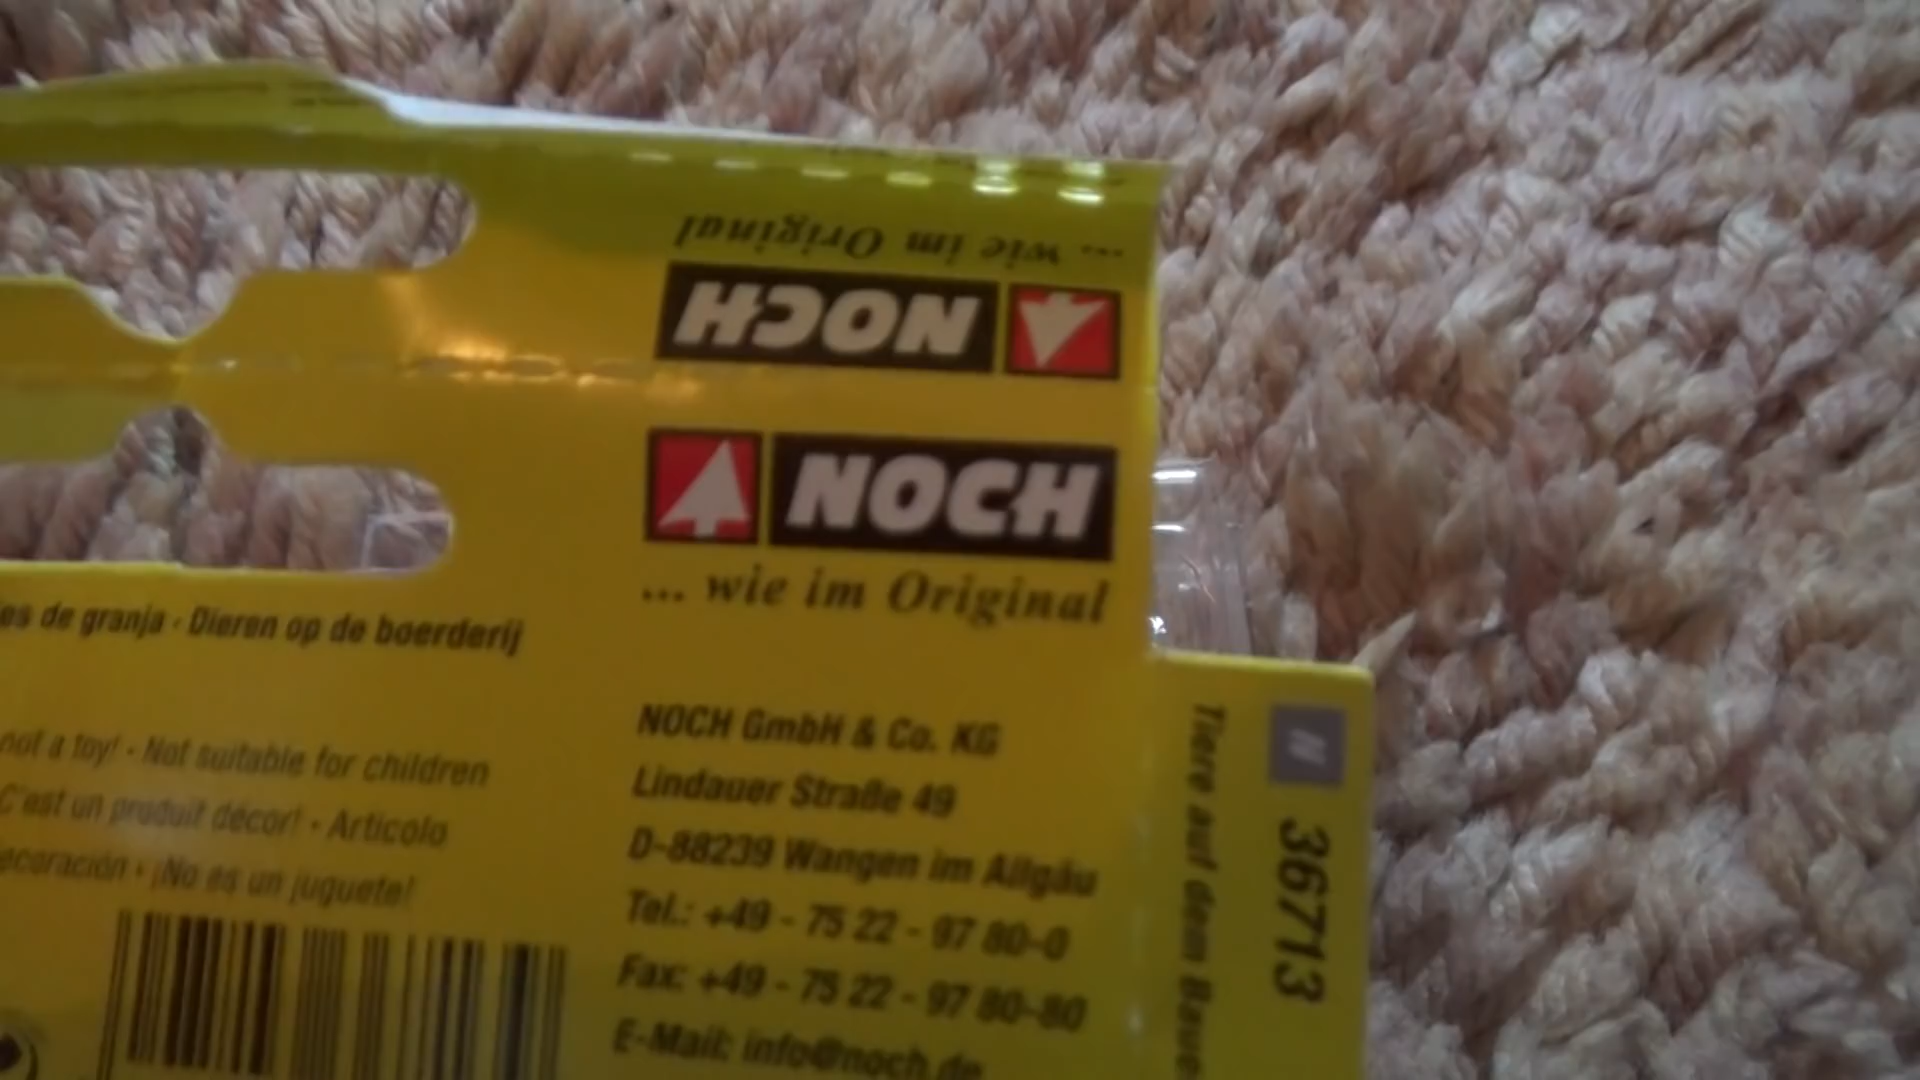 ... wie im Original
NOCH
NOCH
... wie im Original
es de granja · Dieren op de boerderij
NOCH GmbH & Co. KG
Lindauer Straße 49
D-88239 Wangen im Allgäu
Tel.: +49 - 75 22 - 97 80-0
Fax: +49 - 75 22 - 97 80-80
E-Mail: info@noch.de
not a toy! · Not suitable for children
C'est un produit décor! · Articolo
ecoración · ¡No es un juguete!
N 36713
Tiere auf dem Baue